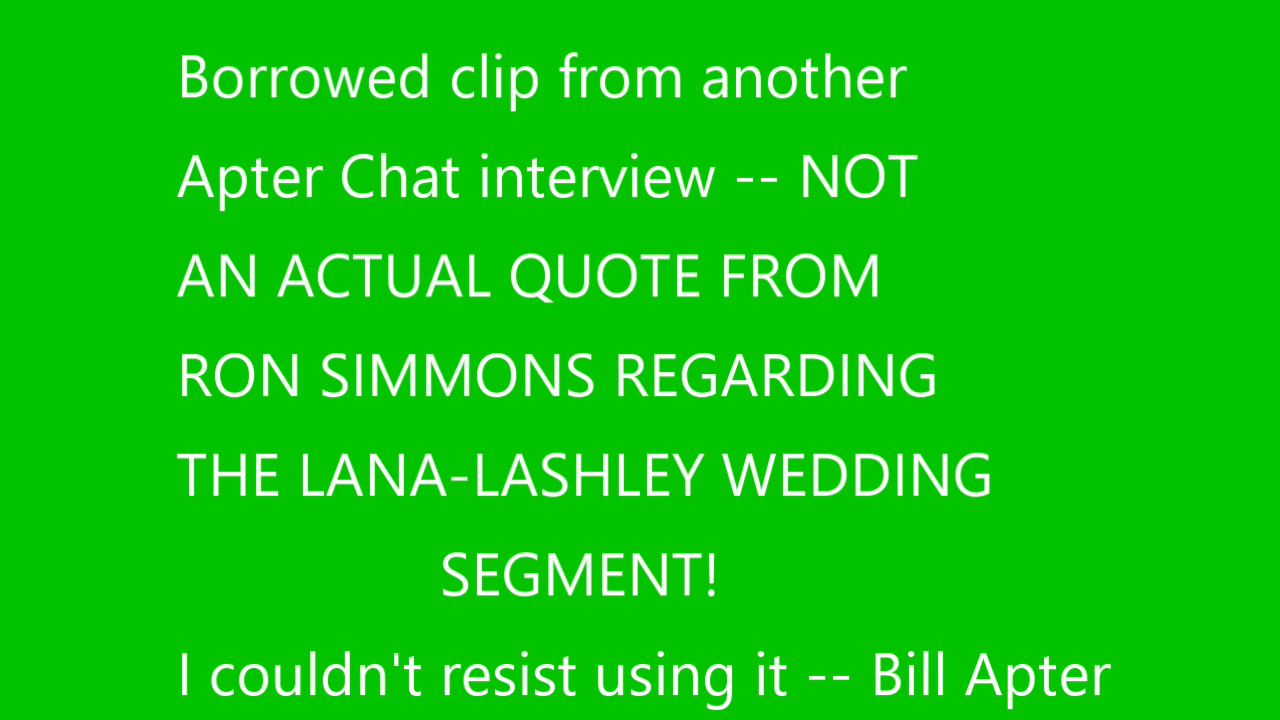 Borrowed clip from another
Apter Chat interview -- NOT
AN ACTUAL QUOTE FROM
RON SIMMONS REGARDING
THE LANA-LASHLEY WEDDING
SEGMENT!
I couldn't resist using it -- Bill Apter